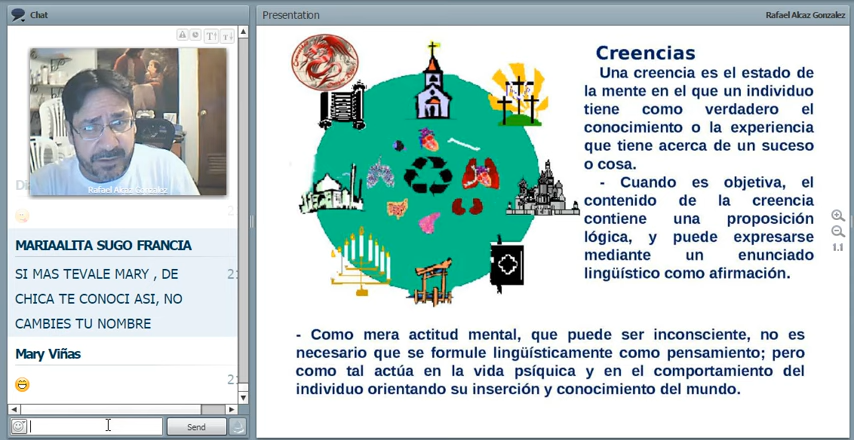 Chat
Presentation
Rafael Alcaz Gonzalez
Rafael Alcaz Gonzalez
MARIAALITA SUGO FRANCIA
SI MAS TEVALE MARY , DE
CHICA TE CONOCI ASI, NO
CAMBIES TU NOMBRE
Mary Viñas
Send
Creencias
Una creencia es el estado de
la mente en el que un individuo
tiene como verdadero el
conocimiento o la experiencia
que tiene acerca de un suceso
o cosa.
- Cuando es objetiva, el
contenido de la creencia
contiene una proposición
lógica, y puede expresarse
mediante un enunciado
lingüístico como afirmación.
1.1
- Como mera actitud mental, que puede ser inconsciente, no es
necesario que se formule lingüísticamente como pensamiento; pero
como tal actúa en la vida psíquica y en el comportamiento del
individuo orientando su inserción y conocimiento del mundo.